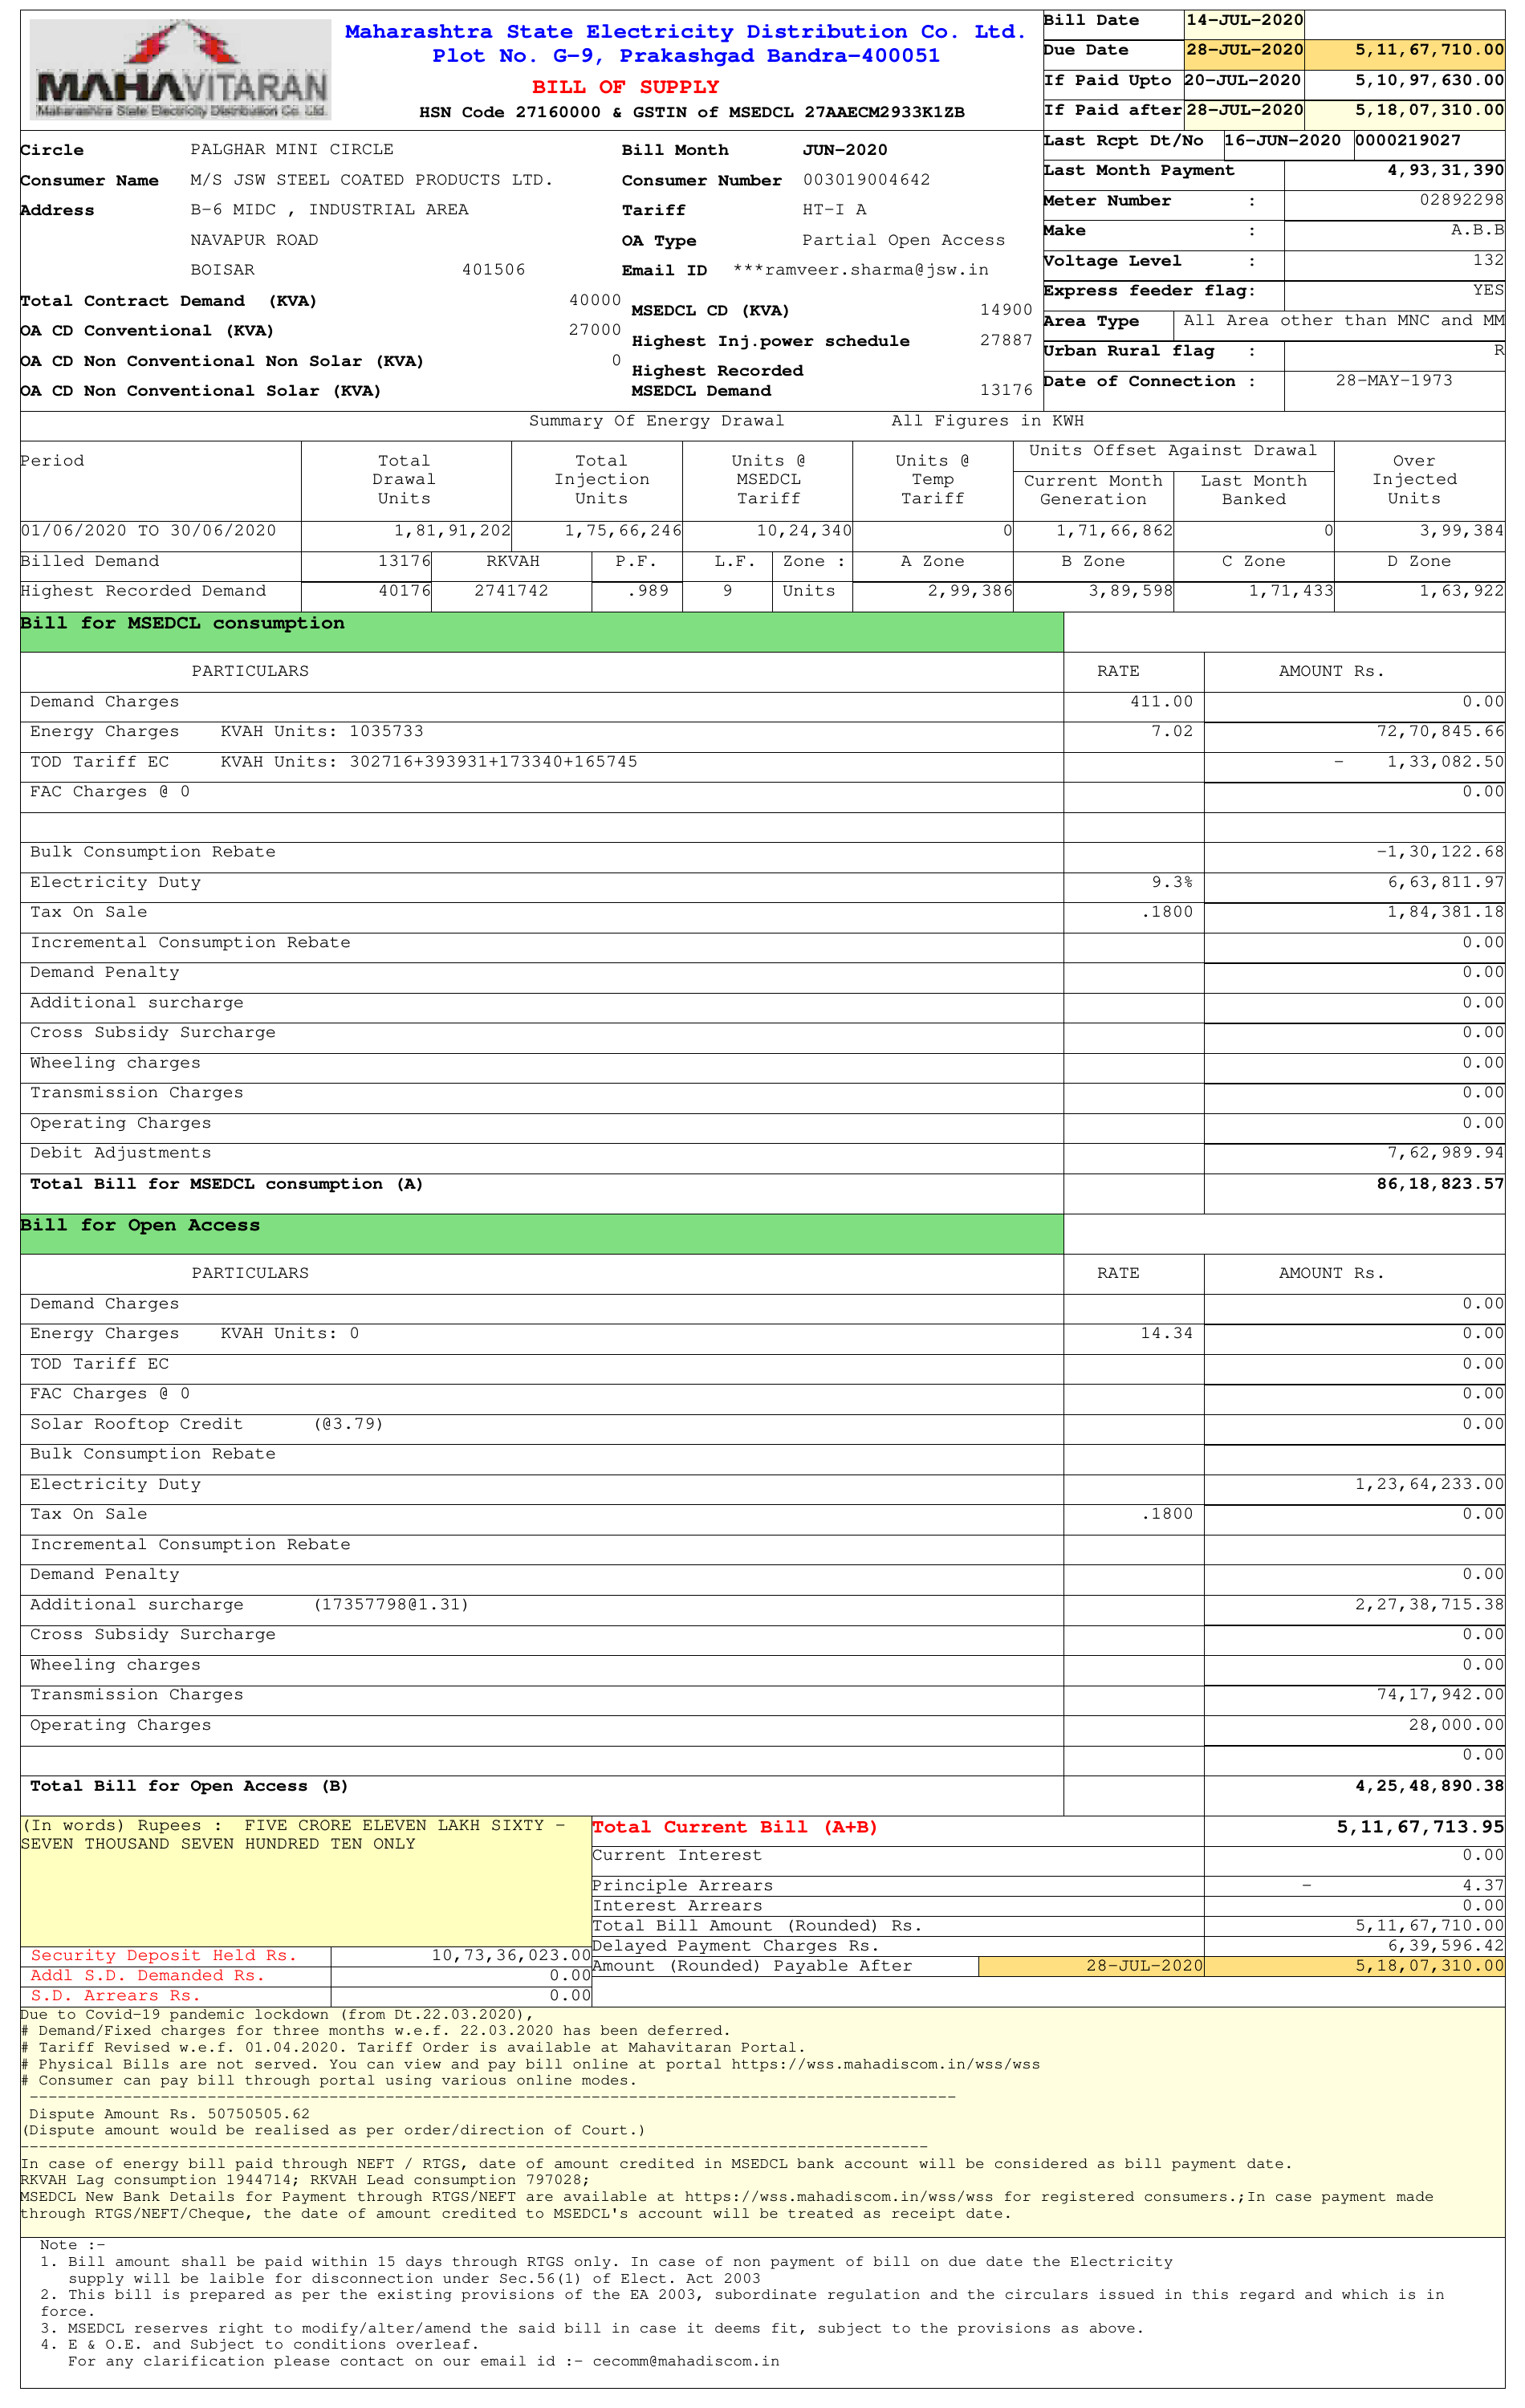 MAHAVITARAN
Maharashtra State Electricity Distribution Co. Ltd.
Maharashtra State Electricity Distribution Co. Ltd.
Plot No. G-9, Prakashgad Bandra-400051
BILL OF SUPPLY
HSN Code 27160000 & GSTIN of MSEDCL 27AAECM2933K1ZB
Bill Date 14-JUL-2020
Due Date 28-JUL-2020 5,11,67,710.00
If Paid Upto 20-JUL-2020 5,10,97,630.00
If Paid after 28-JUL-2020 5,18,07,310.00
Last Rcpt Dt/No 16-JUN-2020 0000219027
Last Month Payment 4,93,31,390
Meter Number : 02892298
Make : A.B.B
Voltage Level : 132
Express feeder flag: YES
Area Type All Area other than MNC and MM
Urban Rural flag : R
Date of Connection : 28-MAY-1973
Circle PALGHAR MINI CIRCLE Bill Month JUN-2020
Consumer Name M/S JSW STEEL COATED PRODUCTS LTD. Consumer Number 003019004642
Address B-6 MIDC , INDUSTRIAL AREA Tariff HT-I A
NAVAPUR ROAD OA Type Partial Open Access
BOISAR 401506 Email ID ***ramveer.sharma@jsw.in
Total Contract Demand (KVA) 40000 MSEDCL CD (KVA) 14900
OA CD Conventional (KVA) 27000 Highest Inj.power schedule 27887
OA CD Non Conventional Non Solar (KVA) 0 Highest Recorded
OA CD Non Conventional Solar (KVA) MSEDCL Demand 13176
Summary Of Energy Drawal All Figures in KWH
Period Total Drawal Units Total Injection Units Units @ MSEDCL Tariff Units @ Temp Tariff Units Offset Against Drawal Current Month Generation Last Month Banked Over Injected Units
01/06/2020 TO 30/06/2020 1,81,91,202 1,75,66,246 10,24,340 0 1,71,66,862 0 3,99,384
Billed Demand 13176 RKVAH P.F. L.F. Zone : A Zone B Zone C Zone D Zone
Highest Recorded Demand 40176 2741742 .989 9 Units 2,99,386 3,89,598 1,71,433 1,63,922
Bill for MSEDCL consumption
PARTICULARS RATE AMOUNT Rs.
Demand Charges 411.00 0.00
Energy Charges KVAH Units: 1035733 7.02 72,70,845.66
TOD Tariff EC KVAH Units: 302716+393931+173340+165745 - 1,33,082.50
FAC Charges @ 0 0.00
Bulk Consumption Rebate -1,30,122.68
Electricity Duty 9.3% 6,63,811.97
Tax On Sale .1800 1,84,381.18
Incremental Consumption Rebate 0.00
Demand Penalty 0.00
Additional surcharge 0.00
Cross Subsidy Surcharge 0.00
Wheeling charges 0.00
Transmission Charges 0.00
Operating Charges 0.00
Debit Adjustments 7,62,989.94
Total Bill for MSEDCL consumption (A) 86,18,823.57
Bill for Open Access
PARTICULARS RATE AMOUNT Rs.
Demand Charges 0.00
Energy Charges KVAH Units: 0 14.34 0.00
TOD Tariff EC 0.00
FAC Charges @ 0 0.00
Solar Rooftop Credit (@3.79) 0.00
Bulk Consumption Rebate
Electricity Duty 1,23,64,233.00
Tax On Sale .1800 0.00
Incremental Consumption Rebate
Demand Penalty 0.00
Additional surcharge (17357798@1.31) 2,27,38,715.38
Cross Subsidy Surcharge 0.00
Wheeling charges 0.00
Transmission Charges 74,17,942.00
Operating Charges 28,000.00
0.00
Total Bill for Open Access (B) 4,25,48,890.38
(In words) Rupees : FIVE CRORE ELEVEN LAKH SIXTY -
SEVEN THOUSAND SEVEN HUNDRED TEN ONLY
Total Current Bill (A+B) 5,11,67,713.95
Current Interest 0.00
Principle Arrears - 4.37
Interest Arrears 0.00
Total Bill Amount (Rounded) Rs. 5,11,67,710.00
Delayed Payment Charges Rs. 6,39,596.42
Amount (Rounded) Payable After 28-JUL-2020 5,18,07,310.00
Security Deposit Held Rs. 10,73,36,023.00
Addl S.D. Demanded Rs. 0.00
S.D. Arrears Rs. 0.00
Due to Covid-19 pandemic lockdown (from Dt.22.03.2020),
# Demand/Fixed charges for three months w.e.f. 22.03.2020 has been deferred.
# Tariff Revised w.e.f. 01.04.2020. Tariff Order is available at Mahavitaran Portal.
# Physical Bills are not served. You can view and pay bill online at portal https://wss.mahadiscom.in/wss/wss
# Consumer can pay bill through portal using various online modes.
---------------------------------------------------------------------------------------------------
Dispute Amount Rs. 50750505.62
(Dispute amount would be realised as per order/direction of Court.)
-------------------------------------------------------------------------------------------------
In case of energy bill paid through NEFT / RTGS, date of amount credited in MSEDCL bank account will be considered as bill payment date.
RKVAH Lag consumption 1944714; RKVAH Lead consumption 797028;
MSEDCL New Bank Details for Payment through RTGS/NEFT are available at https://wss.mahadiscom.in/wss/wss for registered consumers.;In case payment made
through RTGS/NEFT/Cheque, the date of amount credited to MSEDCL's account will be treated as receipt date.
Note :-
1. Bill amount shall be paid within 15 days through RTGS only. In case of non payment of bill on due date the Electricity
supply will be laible for disconnection under Sec.56(1) of Elect. Act 2003
2. This bill is prepared as per the existing provisions of the EA 2003, subordinate regulation and the circulars issued in this regard and which is in
force.
3. MSEDCL reserves right to modify/alter/amend the said bill in case it deems fit, subject to the provisions as above.
4. E & O.E. and Subject to conditions overleaf.
For any clarification please contact on our email id :- cecomm@mahadiscom.in